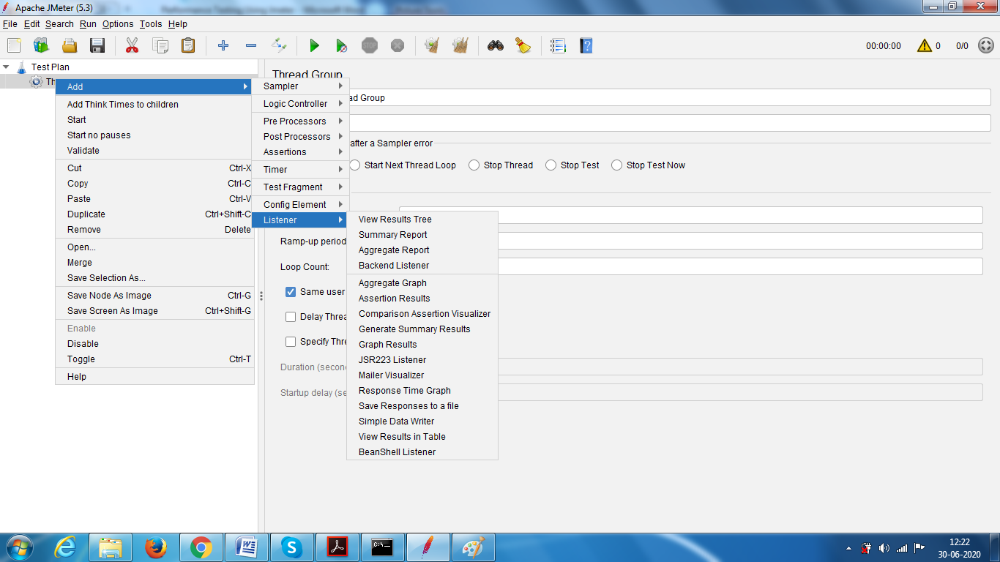 Apache JMeter (5.3)
File Edit Search Run Options Tools Help
00:00:00 0 0/0
Test Plan
Th
Add
Add Think Times to children
Start
Start no pauses
Validate
Cut Ctrl-X
Copy Ctrl-C
Paste Ctrl-V
Duplicate Ctrl+Shift-C
Remove Delete
Open...
Merge
Save Selection As...
Save Node As Image Ctrl-G
Save Screen As Image Ctrl+Shift-G
Enable
Disable
Toggle Ctrl-T
Help
Sampler
Logic Controller
Pre Processors
Post Processors
Assertions
Timer
Test Fragment
Config Element
Listener
View Results Tree
Summary Report
Aggregate Report
Backend Listener
Aggregate Graph
Assertion Results
Comparison Assertion Visualizer
Generate Summary Results
Graph Results
JSR223 Listener
Mailer Visualizer
Response Time Graph
Save Responses to a file
Simple Data Writer
View Results in Table
BeanShell Listener
Thread Group
ad Group
after a Sampler error
Start Next Thread Loop Stop Thread Stop Test Stop Test Now
Ramp-up period
Loop Count:
Same user
Delay Threa
Specify Thre
Duration (secon
Startup delay (se
C:\.
12:22
30-06-2020